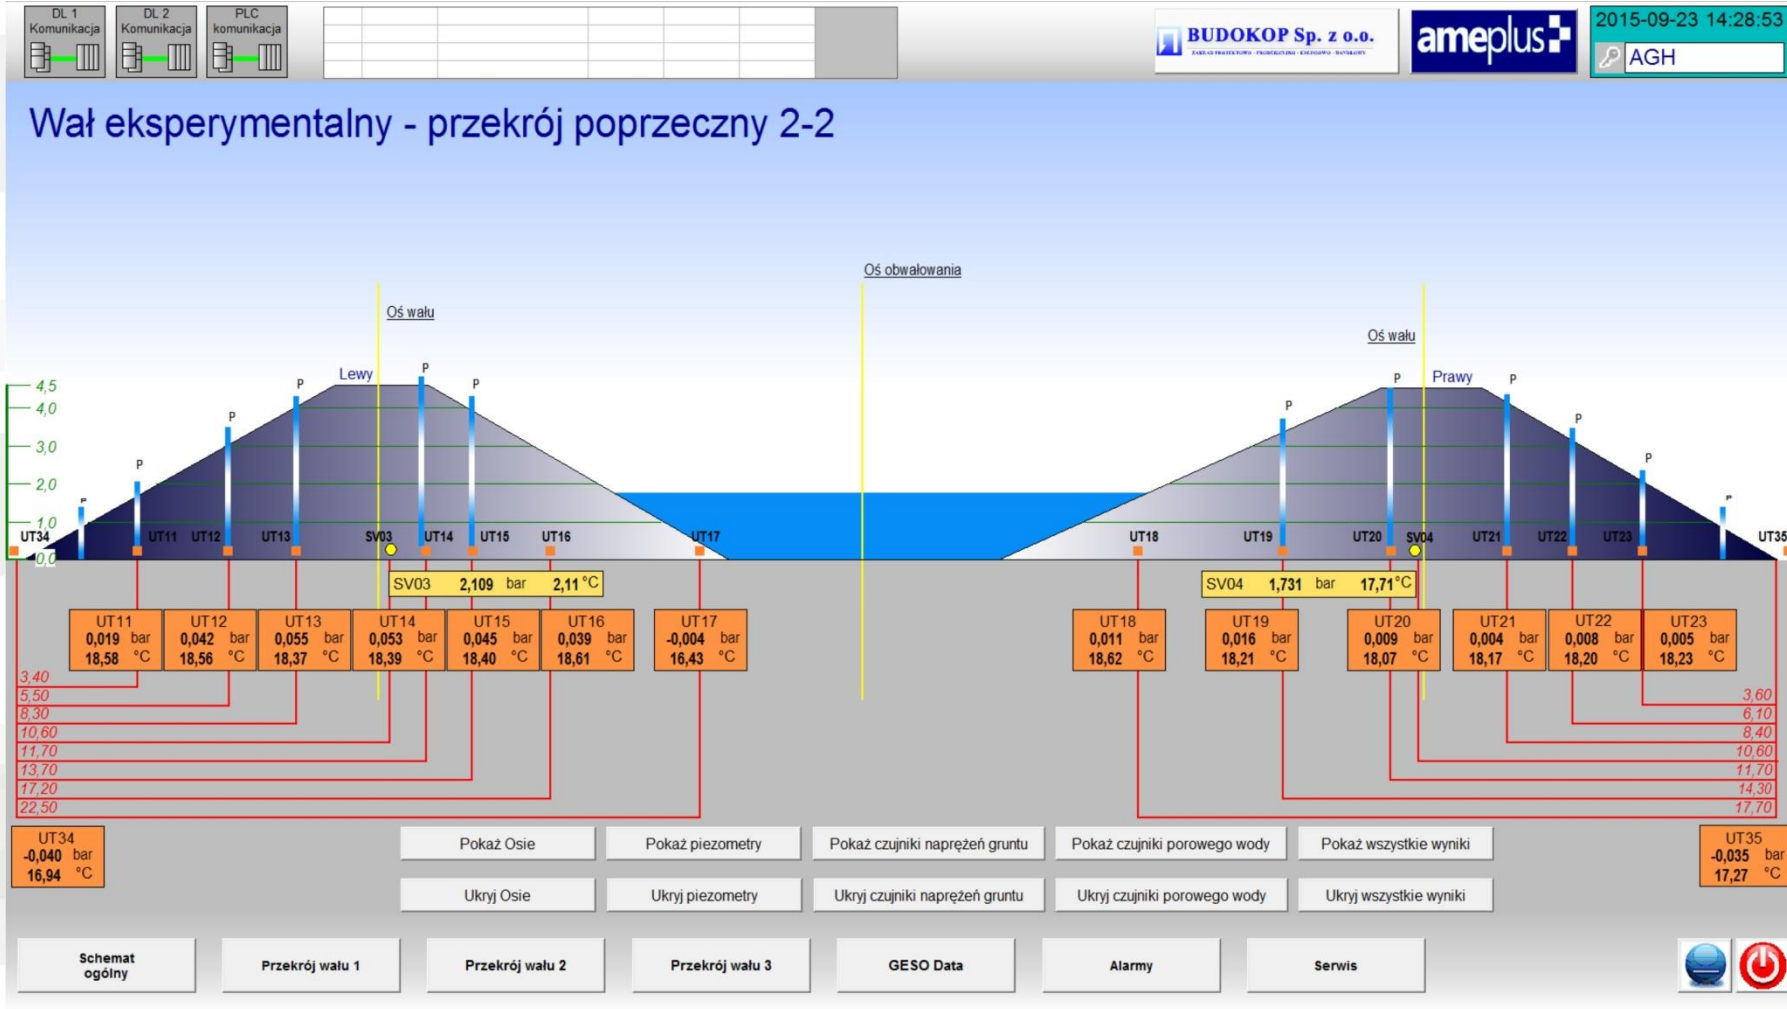 DL 1
Komunikacja
DL 2
Komunikacja
PLC
komunikacja
BUDOKOP Sp. z o.o.
ameplus
2015-09-23 14:28:53
AGH
Wał eksperymentalny - przekrój poprzeczny 2-2
Oś obwałowania
Oś wału
Oś wału
Lewy
Prawy
P
P
P
P
P
P
P
P
P
P
P
P
4,5
4,0
3,0
2,0
1,0
0,0
UT34
UT11
UT12
UT13
SV03
UT14
UT15
UT16
UT17
UT18
UT19
UT20
SV04
UT21
UT22
UT23
UT35
SV03 2,109 bar 2,11 °C
SV04 1,731 bar 17,71 °C
UT11
0,019 bar
18,58 °C
UT12
0,042 bar
18,56 °C
UT13
0,055 bar
18,37 °C
UT14
0,053 bar
18,39 °C
UT15
0,045 bar
18,40 °C
UT16
0,039 bar
18,61 °C
UT17
-0,004 bar
16,43 °C
UT18
0,011 bar
18,62 °C
UT19
0,016 bar
18,21 °C
UT20
0,009 bar
18,07 °C
UT21
0,004 bar
18,17 °C
UT22
0,008 bar
18,20 °C
UT23
0,005 bar
18,23 °C
3,40
5,50
8,30
10,60
11,70
13,70
17,20
22,50
3,60
6,10
8,40
10,60
11,70
14,30
17,70
UT34
-0,040 bar
16,94 °C
UT35
-0,035 bar
17,27 °C
Pokaż Osie
Pokaż piezometry
Pokaż czujniki naprężeń gruntu
Pokaż czujniki porowego wody
Pokaż wszystkie wyniki
Ukryj Osie
Ukryj piezometry
Ukryj czujniki naprężeń gruntu
Ukryj czujniki porowego wody
Ukryj wszystkie wyniki
Schemat
ogólny
Przekrój wału 1
Przekrój wału 2
Przekrój wału 3
GESO Data
Alarmy
Serwis